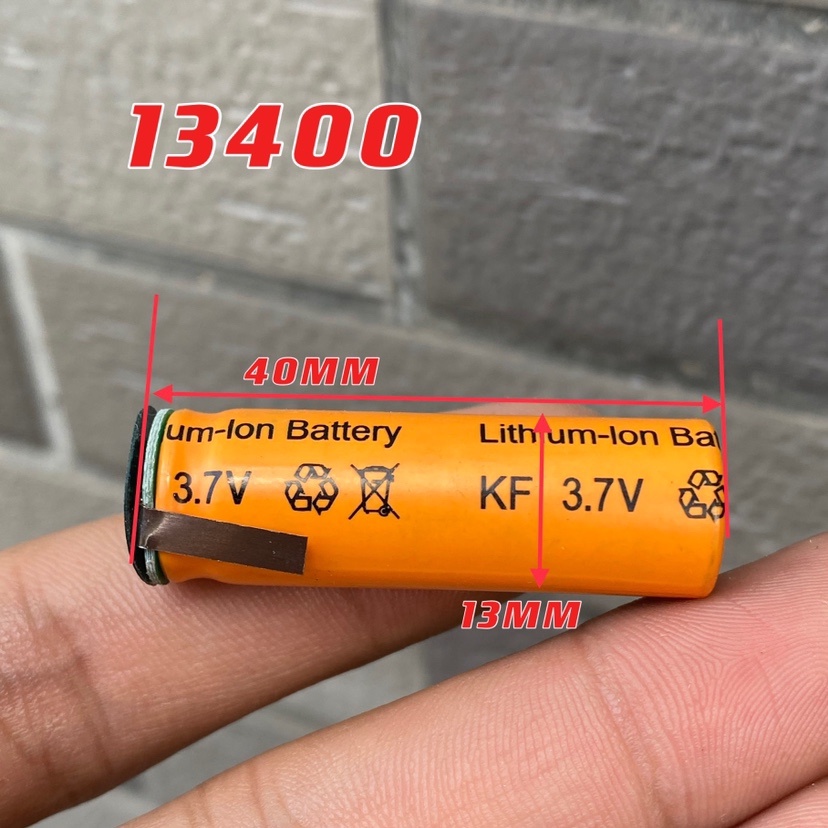 13400
40MM
um-Ion Battery
Lithium-Ion Ba
3.7V
KF 3.7V
13MM